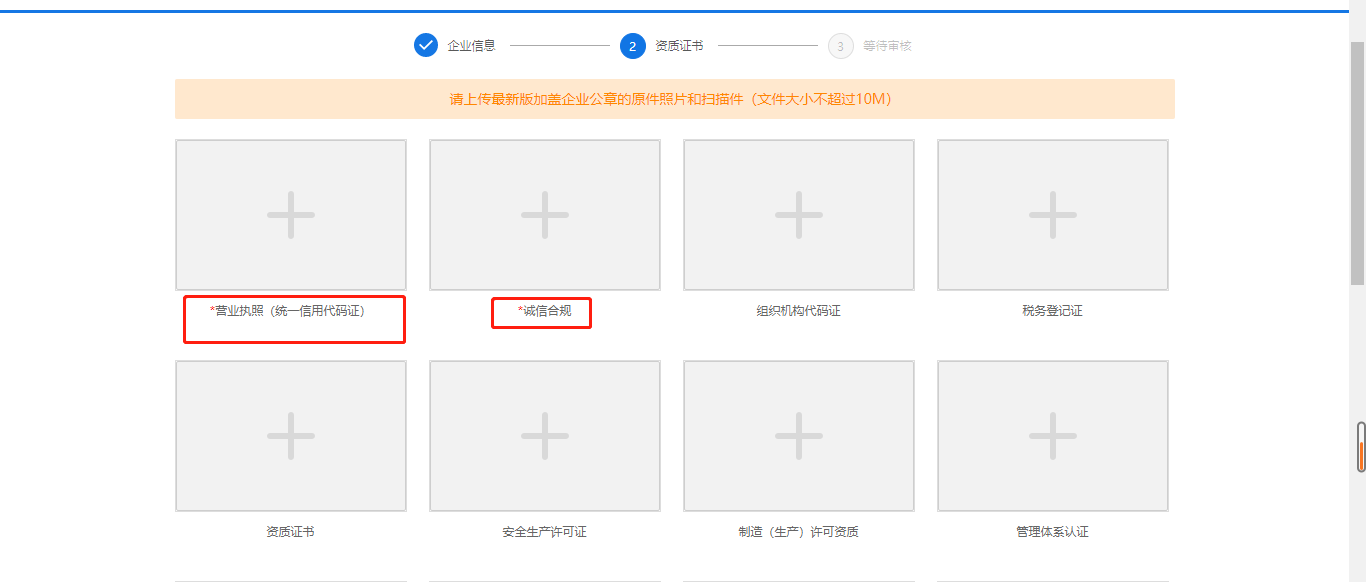 企业信息
2 资质证书
3 等待审核
请上传最新版加盖企业公章的原件照片和扫描件（文件大小不超过10M）
*营业执照（统一信用代码证）
*诚信合规
组织机构代码证
税务登记证
资质证书
安全生产许可证
制造（生产）许可资质
管理体系认证